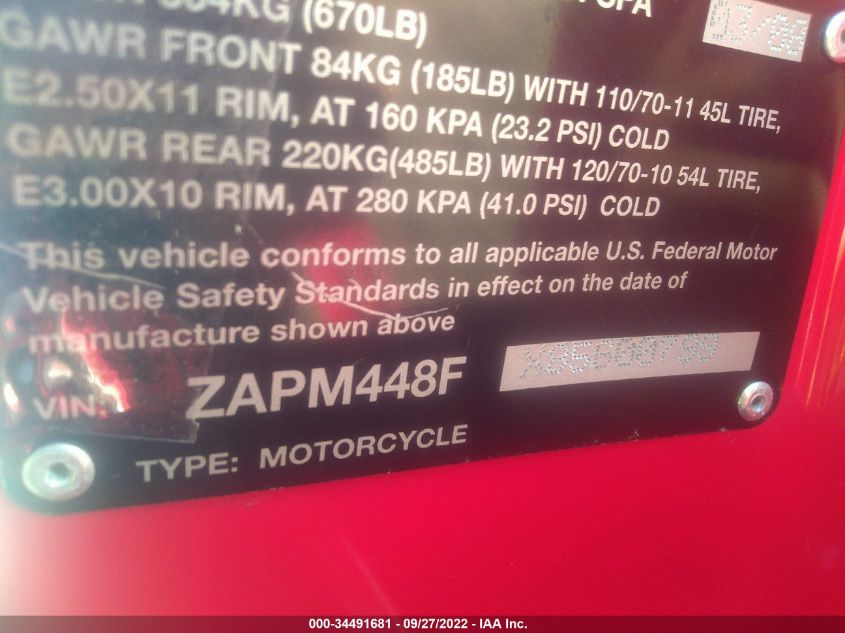 (670LB)
GAWR FRONT 84KG (185LB) WITH 110/70-11 45L TIRE,
E2.50X11 RIM, AT 160 KPA (23.2 PSI) COLD
GAWR REAR 220KG(485LB) WITH 120/70-10 54L TIRE,
E3.00X10 RIM, AT 280 KPA (41.0 PSI) COLD
This vehicle conforms to all applicable U.S. Federal Motor
Vehicle Safety Standards in effect on the date of
manufacture shown above
VIN: ZAPM448F
TYPE: MOTORCYCLE
000-34491681 - 09/27/2022 - IAA Inc.